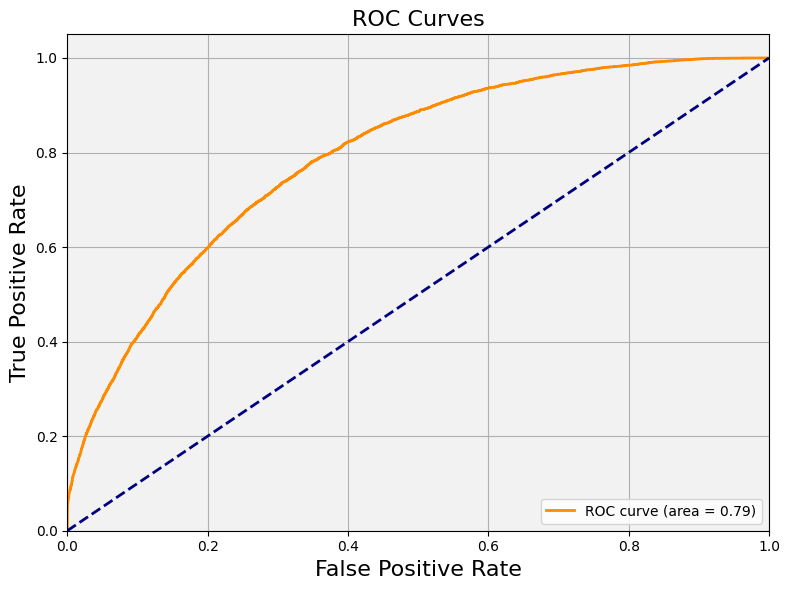 ROC Curves
True Positive Rate
1.0
0.8
0.6
0.4
0.2
0.0
0.0 0.2 0.4 0.6 0.8 1.0
False Positive Rate
ROC curve (area = 0.79)